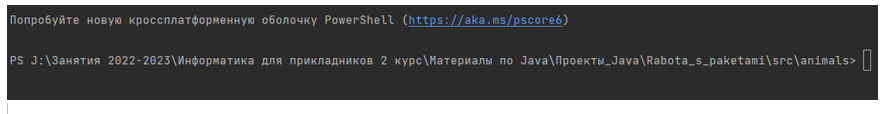 Попробуйте новую кроссплатформенную оболочку PowerShell (https://aka.ms/pscore6)
PS J:\Занятия 2022-2023\Информатика для прикладников 2 курс\Материалы по Java\Проекты_Java\Rabota_s_paketami\src\animals>